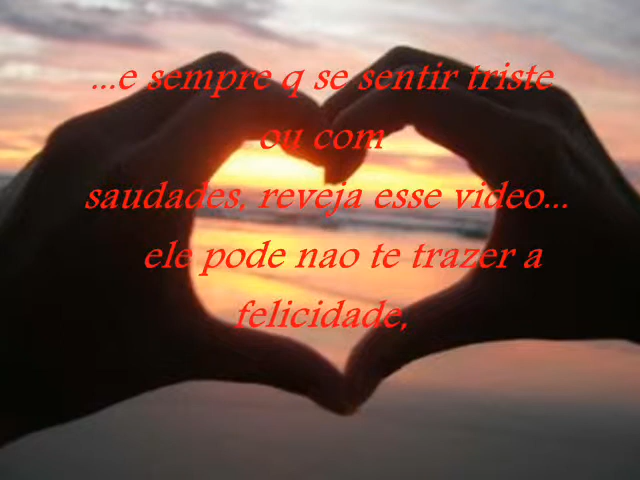 ...e sempre q se sentir triste
ou com
saudades, reveja esse video...
ele pode nao te trazer a
felicidade,